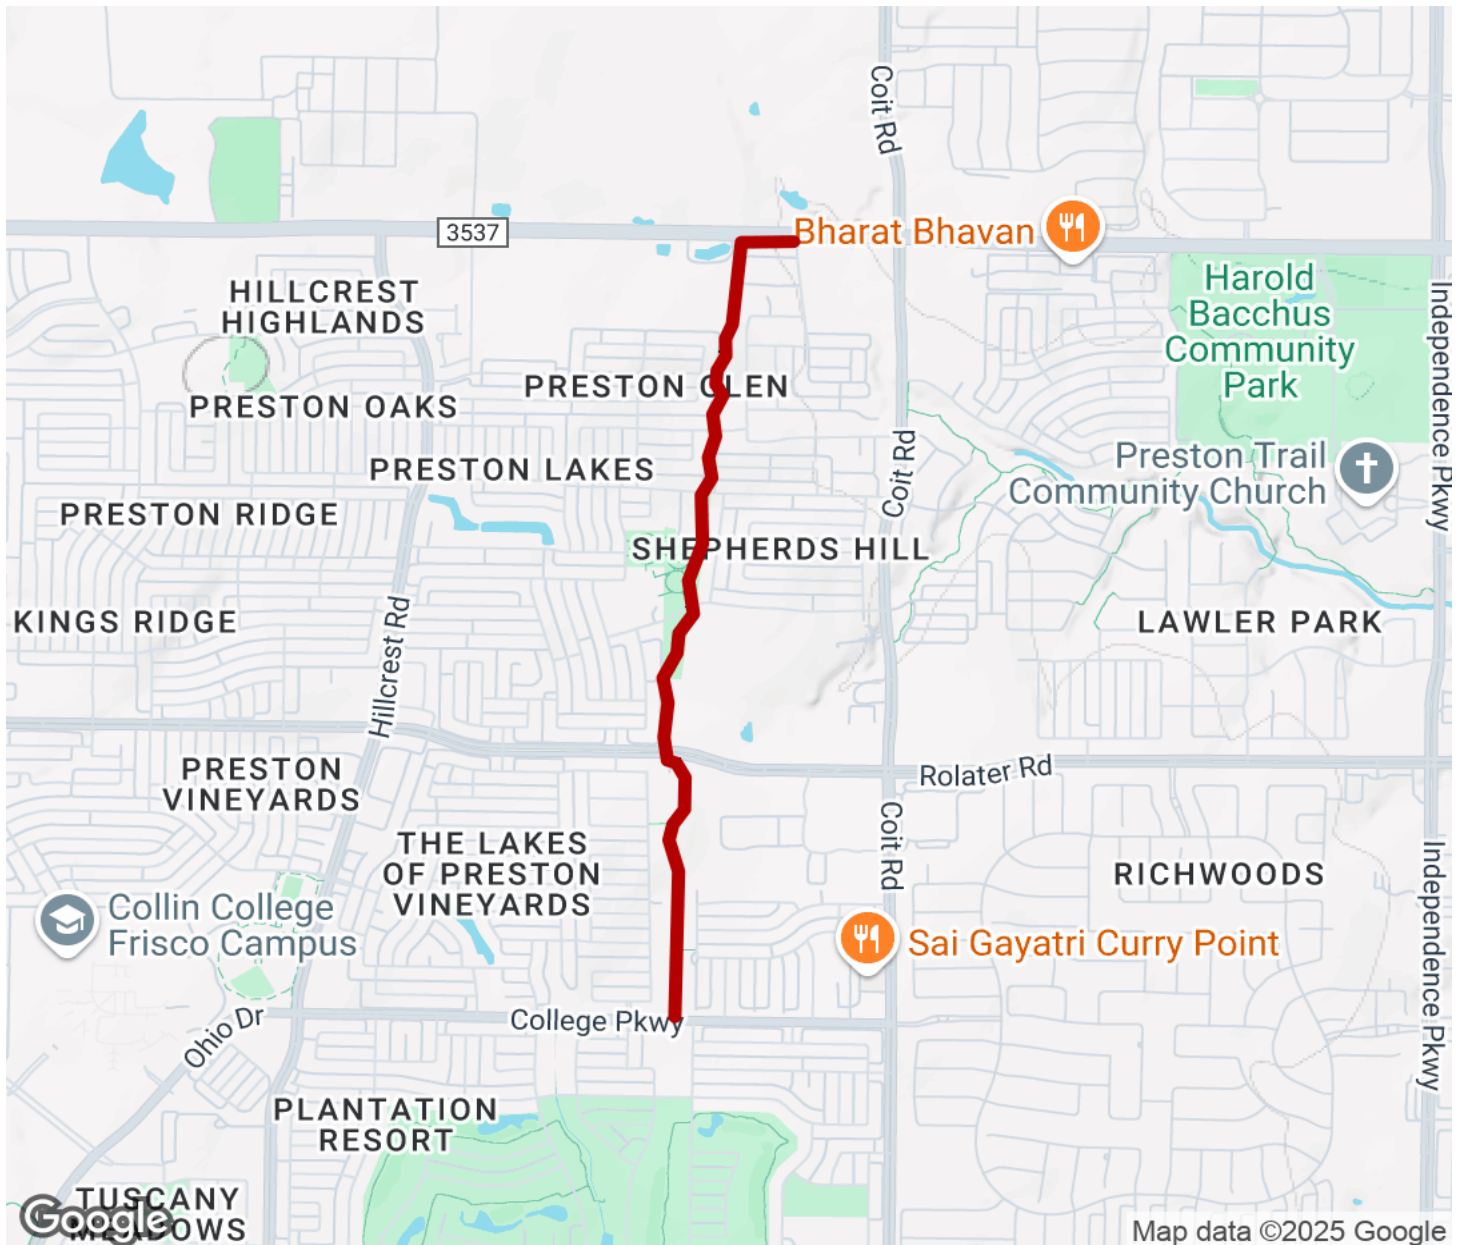 Coit Rd
3537
Bharat Bhavan
HILLCREST
HIGHLANDS
Harold
Bacchus
Community
Park
Independence Pkwy
PRESTON GLEN
PRESTON OAKS
PRESTON LAKES
Coit Rd
Preston Trail
Community Church
PRESTON RIDGE
SHEPHERDS HILL
KINGS RIDGE
Hillcrest Rd
LAWLER PARK
PRESTON
VINEYARDS
Rolater Rd
Coit Rd
THE LAKES
OF PRESTON
VINEYARDS
RICHWOODS
Independence Pkwy
Collin College
Frisco Campus
Sai Gayatri Curry Point
Ohio Dr
College Pkwy
PLANTATION
RESORT
TUSCANY
MEADOWS
Google
Map data ©2025 Google